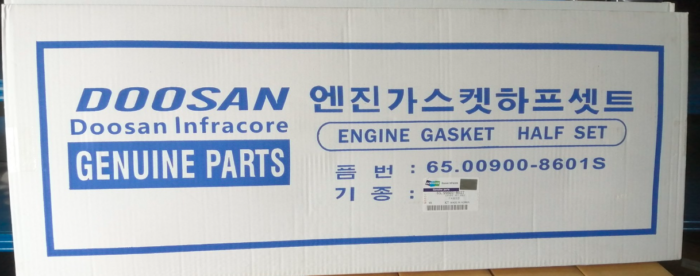 DOOSAN
Doosan Infracore
GENUINE PARTS
엔진가스켓하프셋트
ENGINE GASKET HALF SET
품 번 : 65.00900-8601S
기 종 :